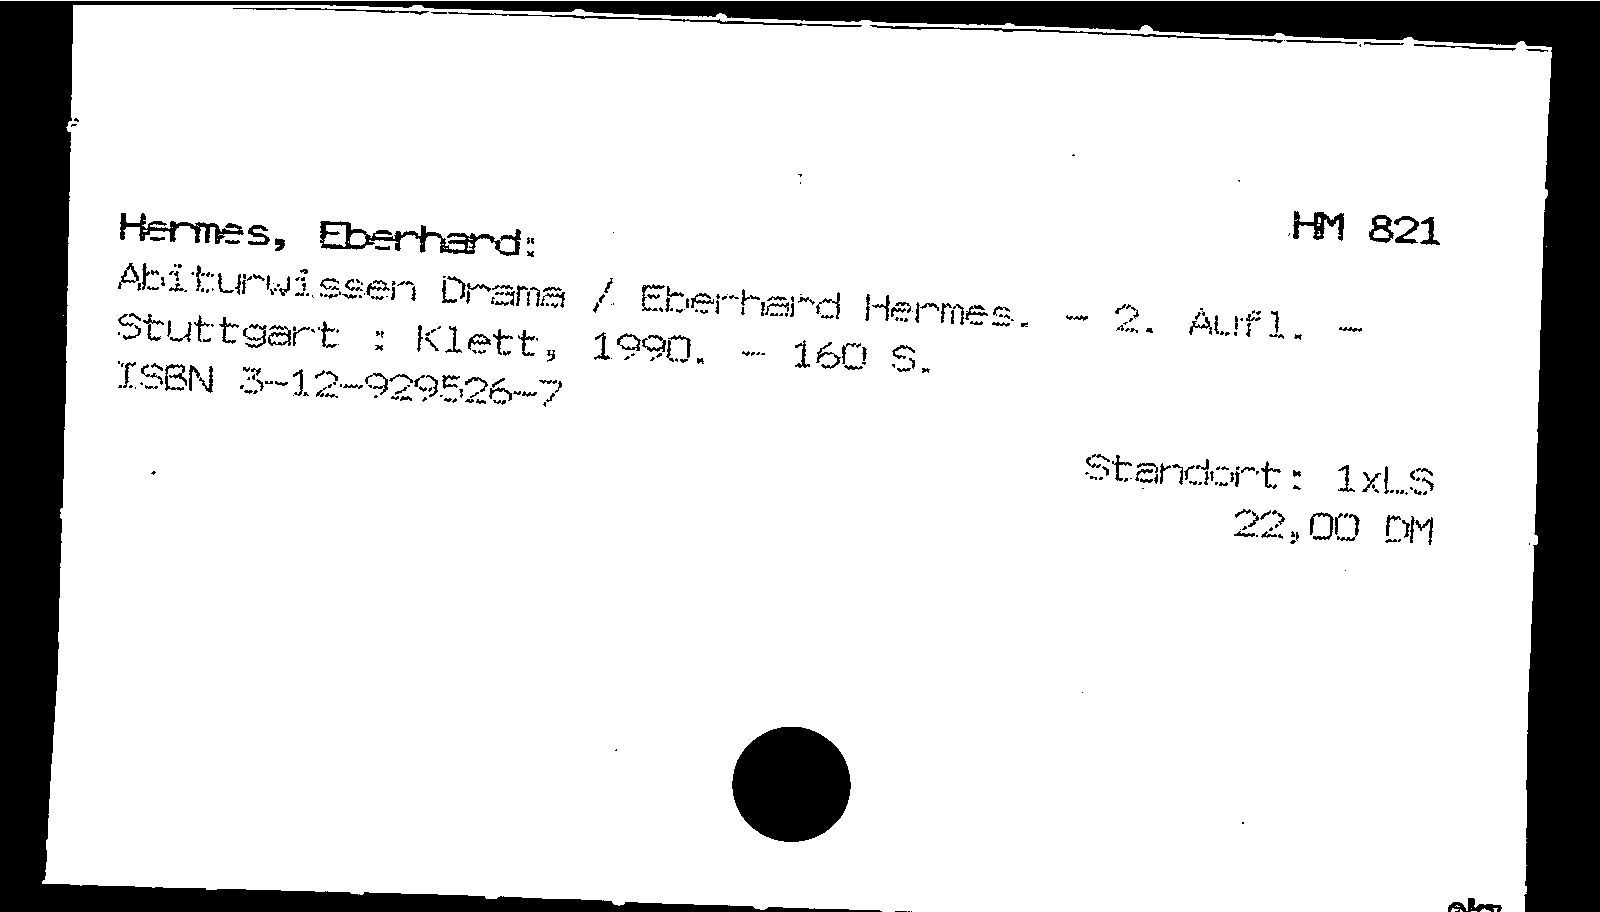 Hermes, Eberhard: HM 821
Abiturwissen Drama / Eberhard Hermes. - 2. Aufl. -
Stuttgart : Klett, 1990. - 160 S.
ISBN 3-12-929526-7
Standort: 1xLS
22,00 DM